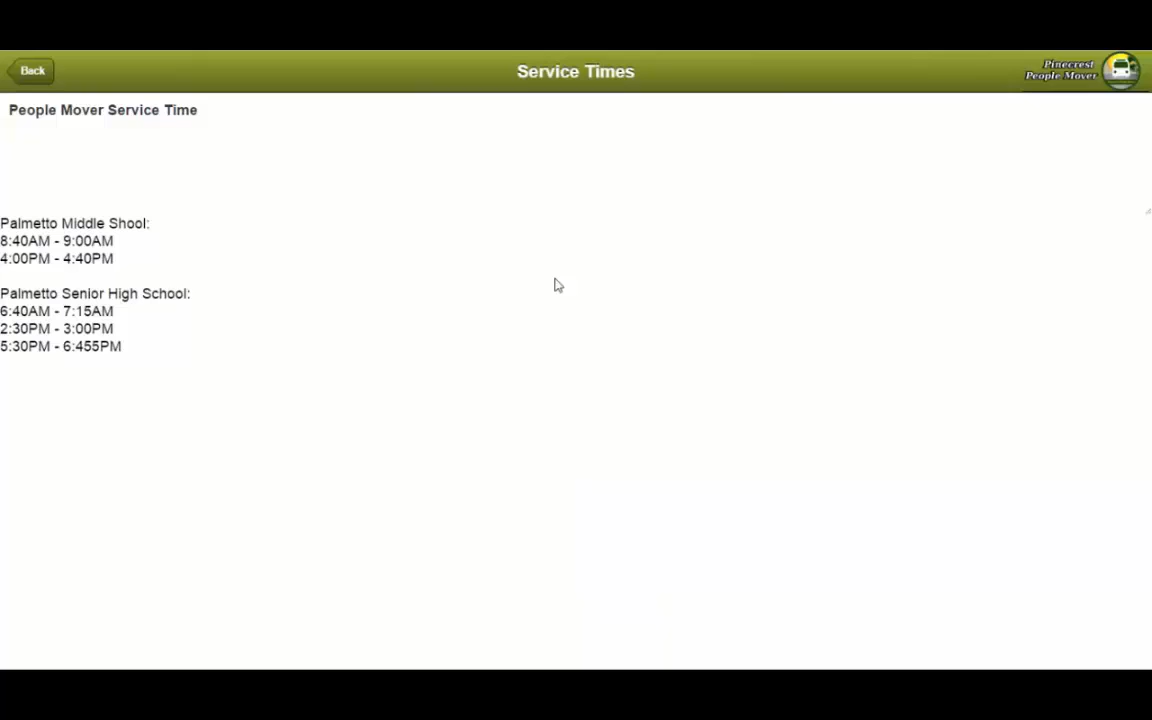 Back
Service Times
Pinecrest
People Mover
People Mover Service Time
Palmetto Middle Shool:
8:40AM - 9:00AM
4:00PM - 4:40PM
Palmetto Senior High School:
6:40AM - 7:15AM
2:30PM - 3:00PM
5:30PM - 6:455PM